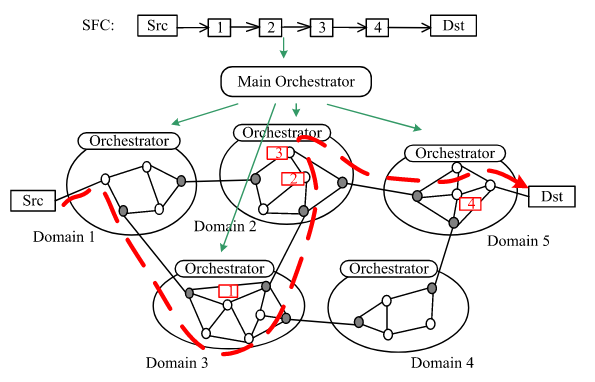 SFC: Src 1 2 3 4 Dst
Main Orchestrator
Orchestrator
Orchestrator
Orchestrator
3
2
Src
4
Dst
Domain 1
Domain 2
Domain 5
Orchestrator
Orchestrator
1
Domain 3
Domain 4